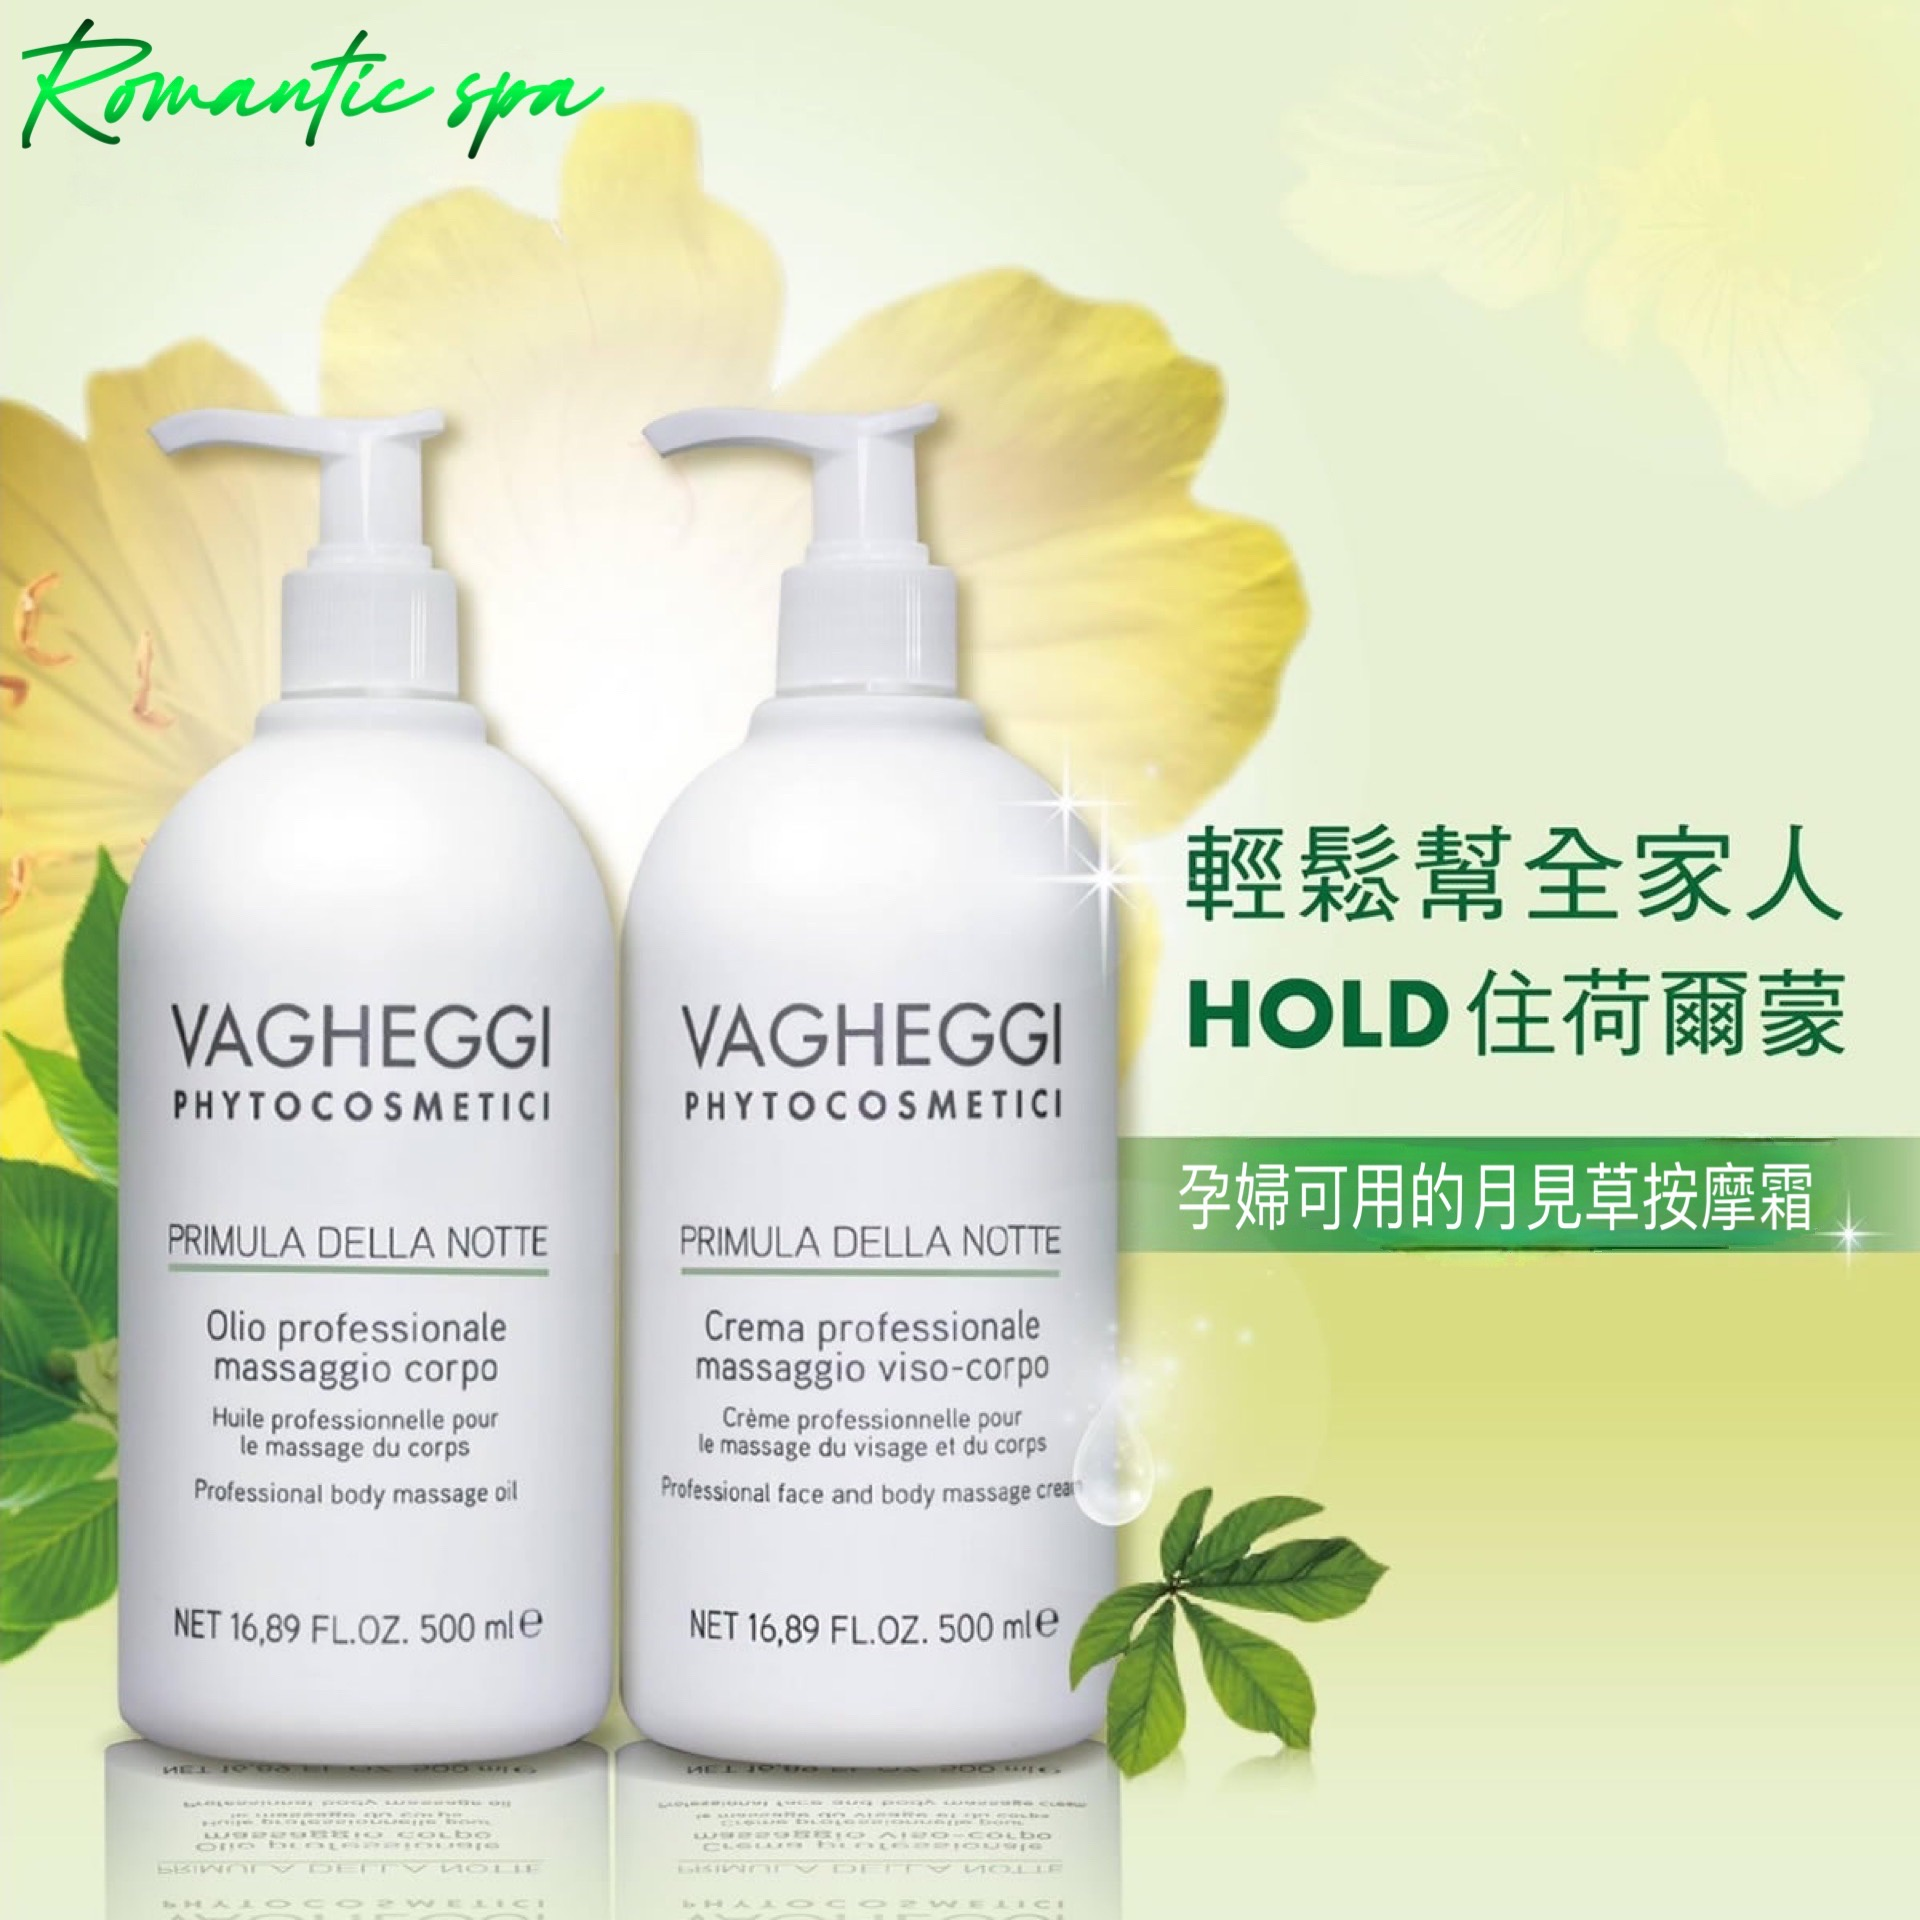 Romantic spa
VAGHEGGI
PHYTOCOSMETICI
PRIMULA DELLA NOTTE
Olio professionale
massaggio corpo
Huile professionnelle pour
le massage du corps
Professional body massage oil
NET 16,89 FL.OZ. 500 ml e
VAGHEGGI
PHYTOCOSMETICI
PRIMULA DELLA NOTTE
Crema professionale
massaggio viso-corpo
Crème professionnelle pour
le massage du visage et du corps
Professional face and body massage cream
NET 16,89 FL.OZ. 500 ml e
輕鬆幫全家人
HOLD住荷爾蒙
孕婦可用的月見草按摩霜